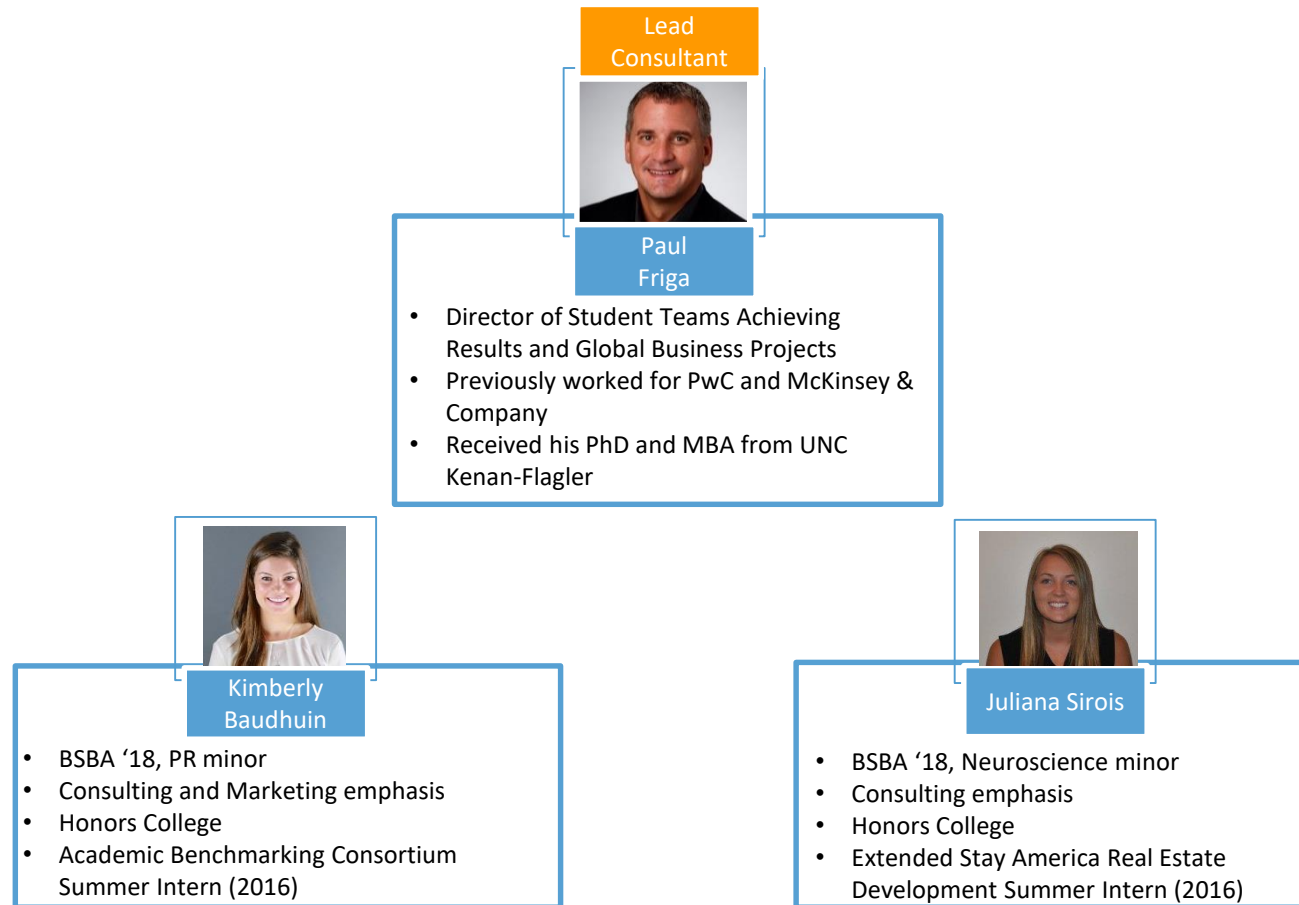 Lead
Consultant
Paul
Friga
• Director of Student Teams Achieving
Results and Global Business Projects
• Previously worked for PwC and McKinsey &
Company
• Received his PhD and MBA from UNC
Kenan-Flagler
Kimberly
Baudhuin
• BSBA ‘18, PR minor
• Consulting and Marketing emphasis
• Honors College
• Academic Benchmarking Consortium
Summer Intern (2016)
Juliana Sirois
• BSBA ‘18, Neuroscience minor
• Consulting emphasis
• Honors College
• Extended Stay America Real Estate
Development Summer Intern (2016)